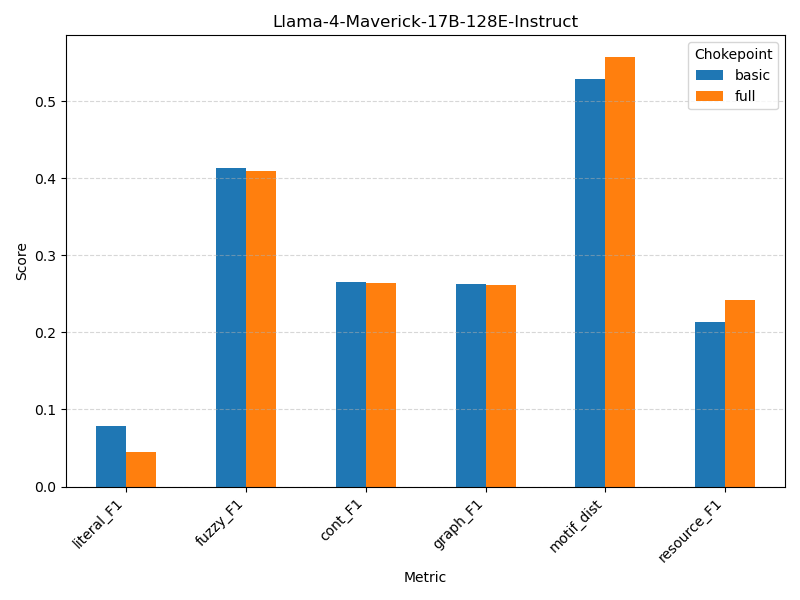 Llama-4-Maverick-17B-128E-Instruct
Chokepoint
basic
full
Score
0.5
0.4
0.3
0.2
0.1
0.0
literal_F1
fuzzy_F1
cont_F1
graph_F1
motif_dist
resource_F1
Metric